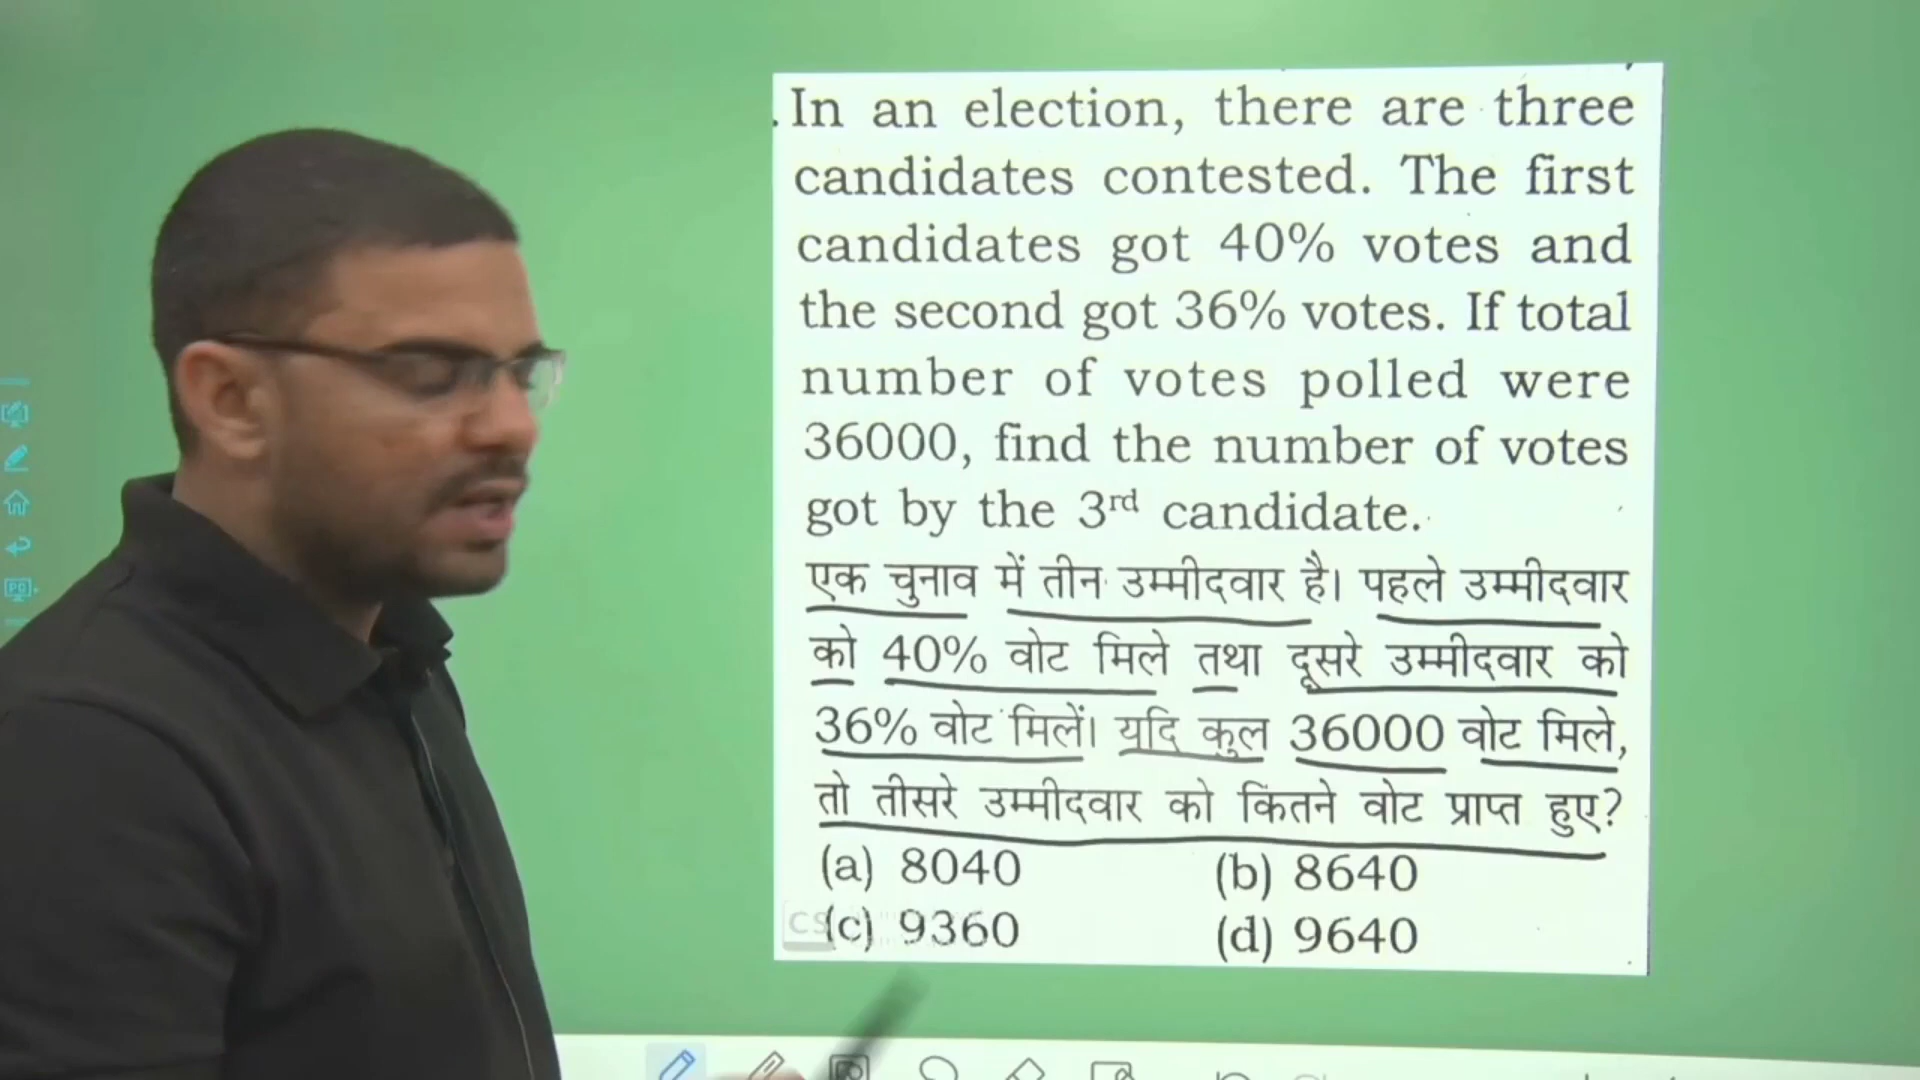 In an election, there are three
candidates contested. The first
candidates got 40% votes and
the second got 36% votes. If total
number of votes polled were
36000, find the number of votes
got by the 3rd candidate.
एक चुनाव में तीन उम्मीदवार है। पहले उम्मीदवार
को 40% वोट मिले तथा दूसरे उम्मीदवार को
36% वोट मिलें। यदि कुल 36000 वोट मिले,
तो तीसरे उम्मीदवार को कितने वोट प्राप्त हुए?
(a) 8040 (b) 8640
(c) 9360 (d) 9640
CS